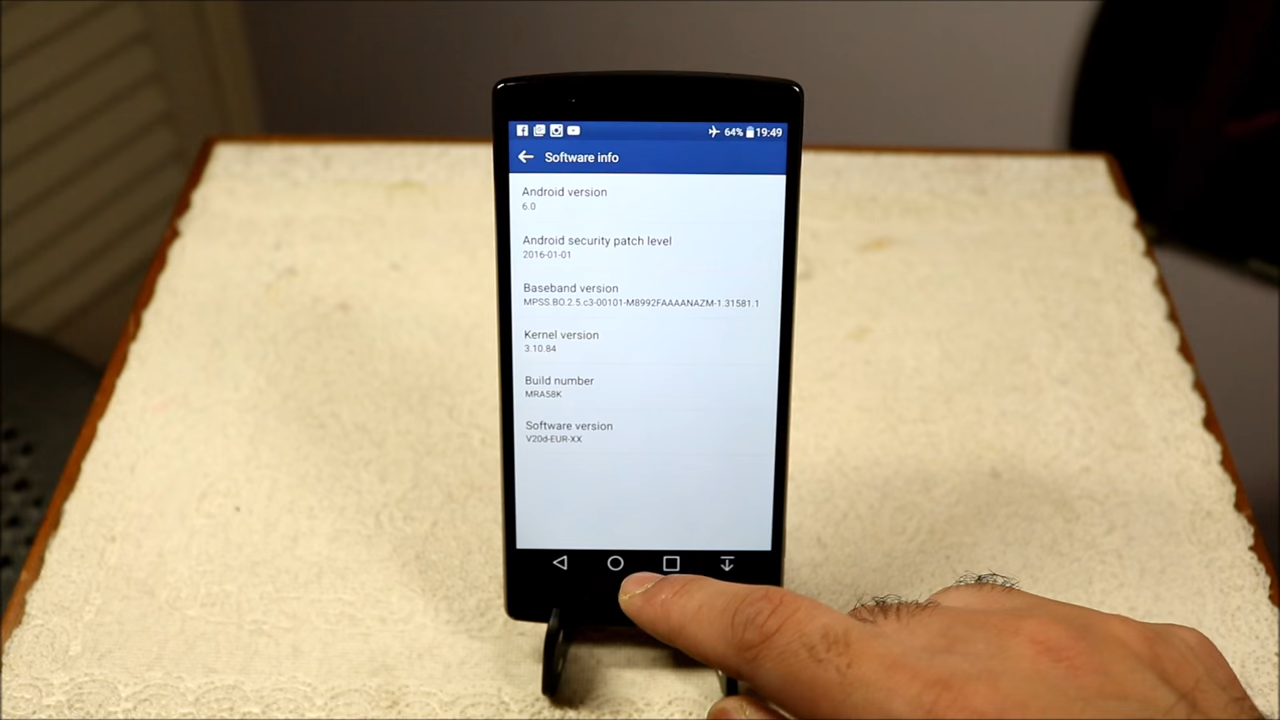 64% 19:49
Software info
Android version
6.0
Android security patch level
2016-01-01
Baseband version
MPSS.BO.2.5.c3-00101-M8992FAAAANAZM-1.31581.1
Kernel version
3.10.84
Build number
MRA58K
Software version
V20d-EUR-XX